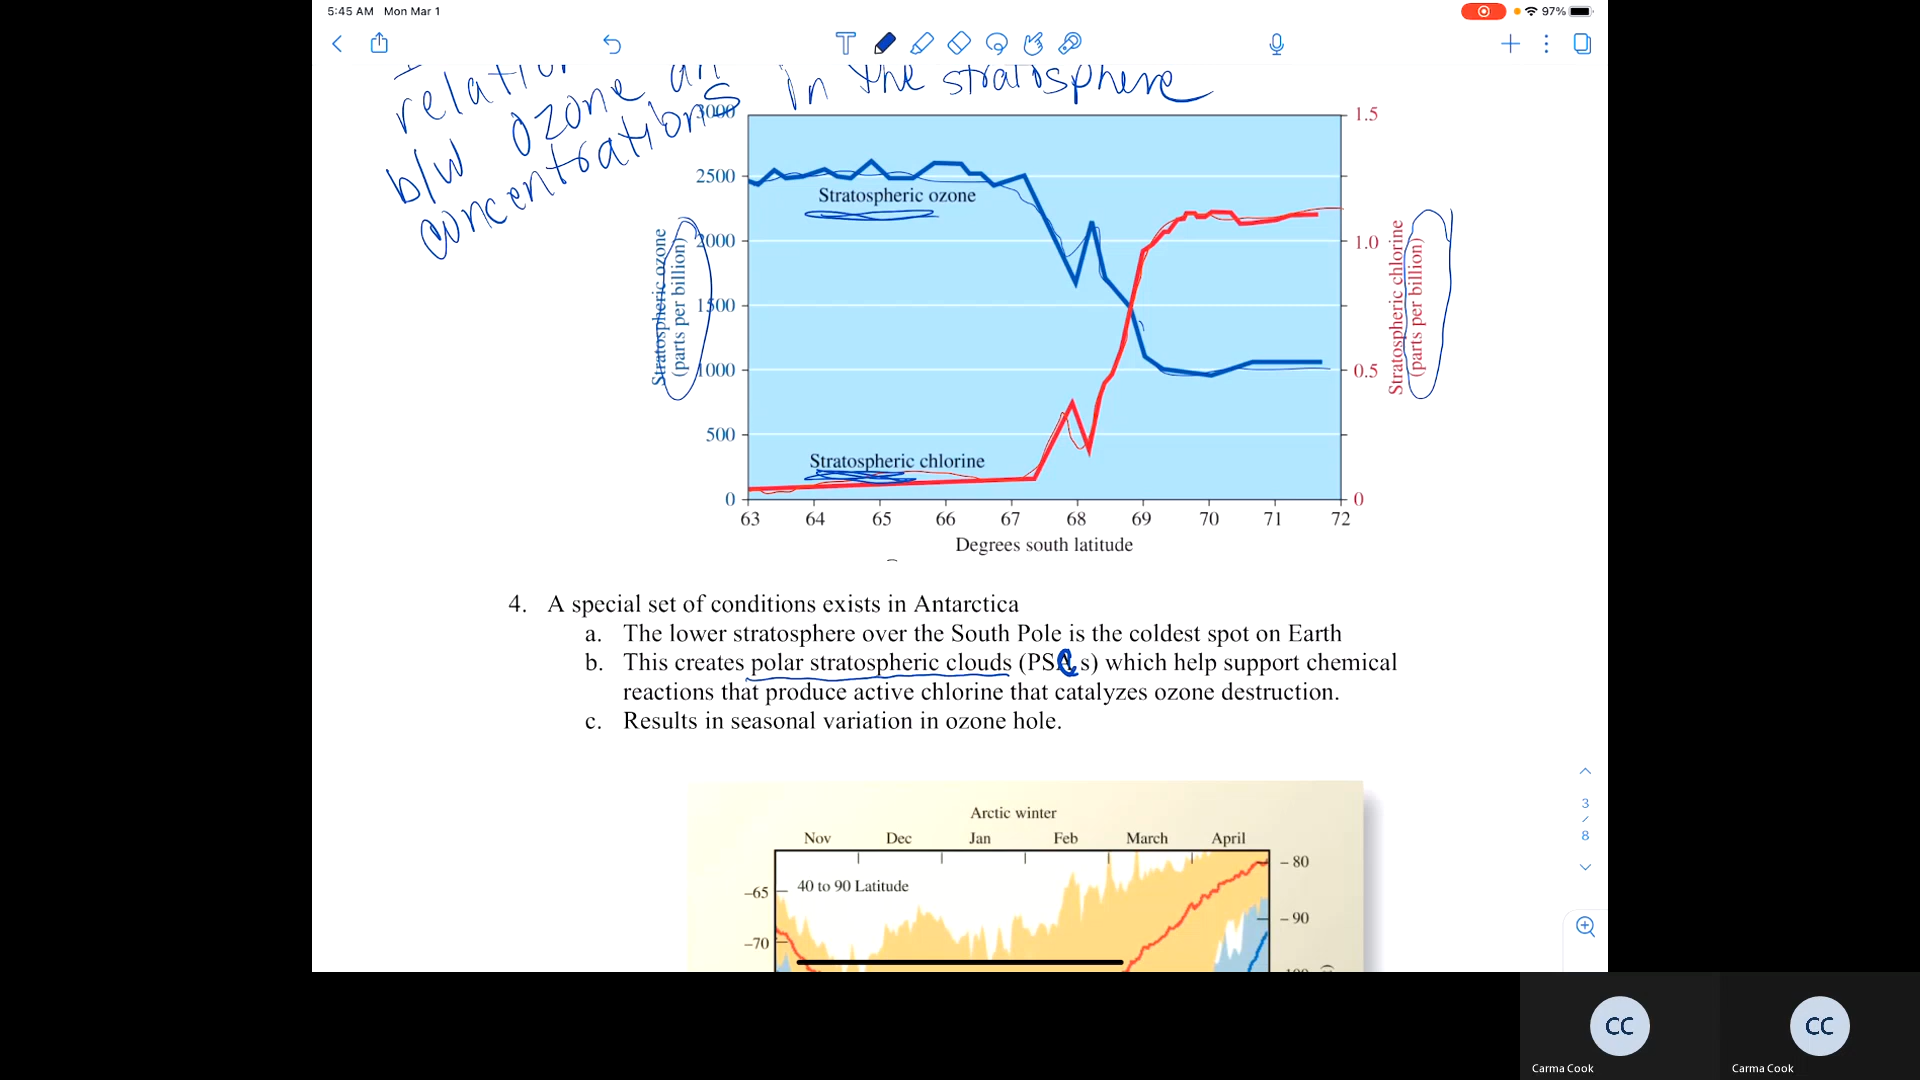 5:45 AM Mon Mar 1
97%
in the stratosphere
b/w ozone
concentrations
3000
2500
2000
1500
1000
500
0
Stratospheric ozone
(parts per billion)
Stratospheric ozone
Stratospheric chlorine
1.5
1.0
0.5
0
Stratospheric chlorine
(parts per billion)
63 64 65 66 67 68 69 70 71 72
Degrees south latitude
4. A special set of conditions exists in Antarctica
a. The lower stratosphere over the South Pole is the coldest spot on Earth
b. This creates polar stratospheric clouds (PSCs) which help support chemical
reactions that produce active chlorine that catalyzes ozone destruction.
c. Results in seasonal variation in ozone hole.
3
8
Arctic winter
Nov Dec Jan Feb March April
40 to 90 Latitude
–65
–70
– 80
– 90
CC
CC
Carma Cook
Carma Cook